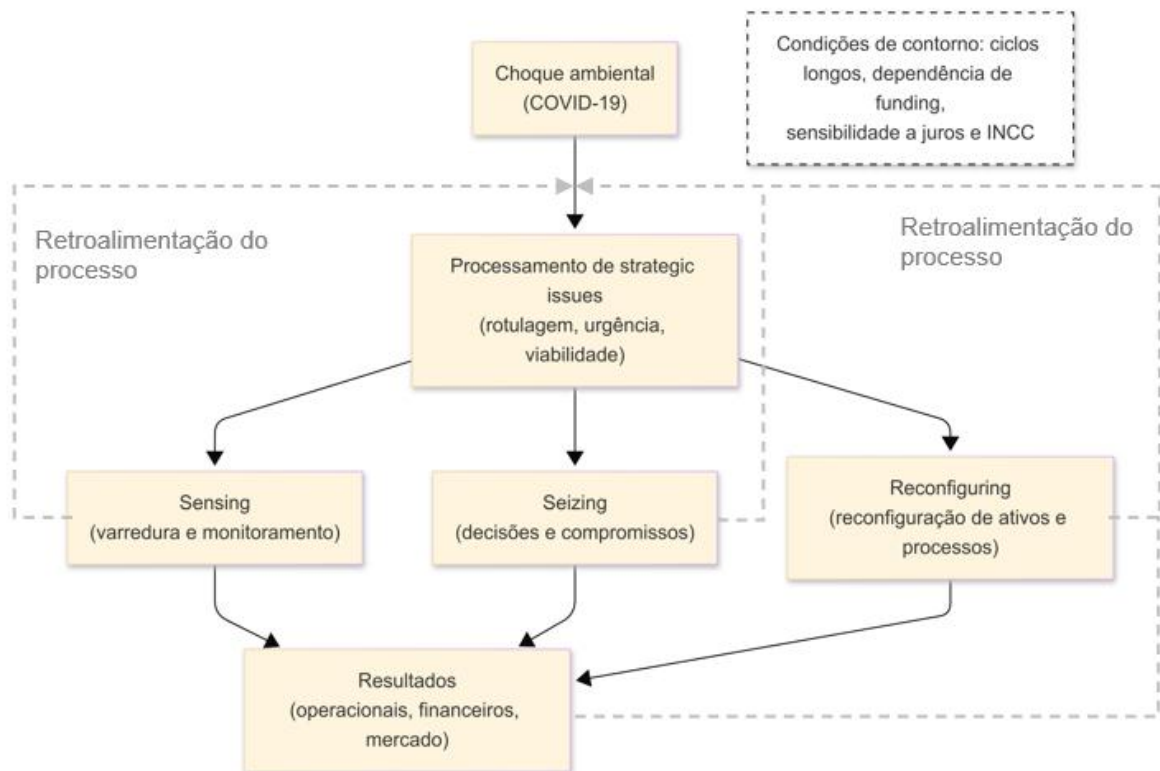 Choque ambiental
(COVID-19)
Condições de contorno: ciclos
longos, dependência de
funding,
sensibilidade a juros e INCC
Retroalimentação do
processo
Retroalimentação do
processo
Processamento de strategic
issues
(rotulagem, urgência,
viabilidade)
Sensing
(varredura e monitoramento)
Seizing
(decisões e compromissos)
Reconfiguring
(reconfiguração de ativos e
processos)
Resultados
(operacionais, financeiros,
mercado)